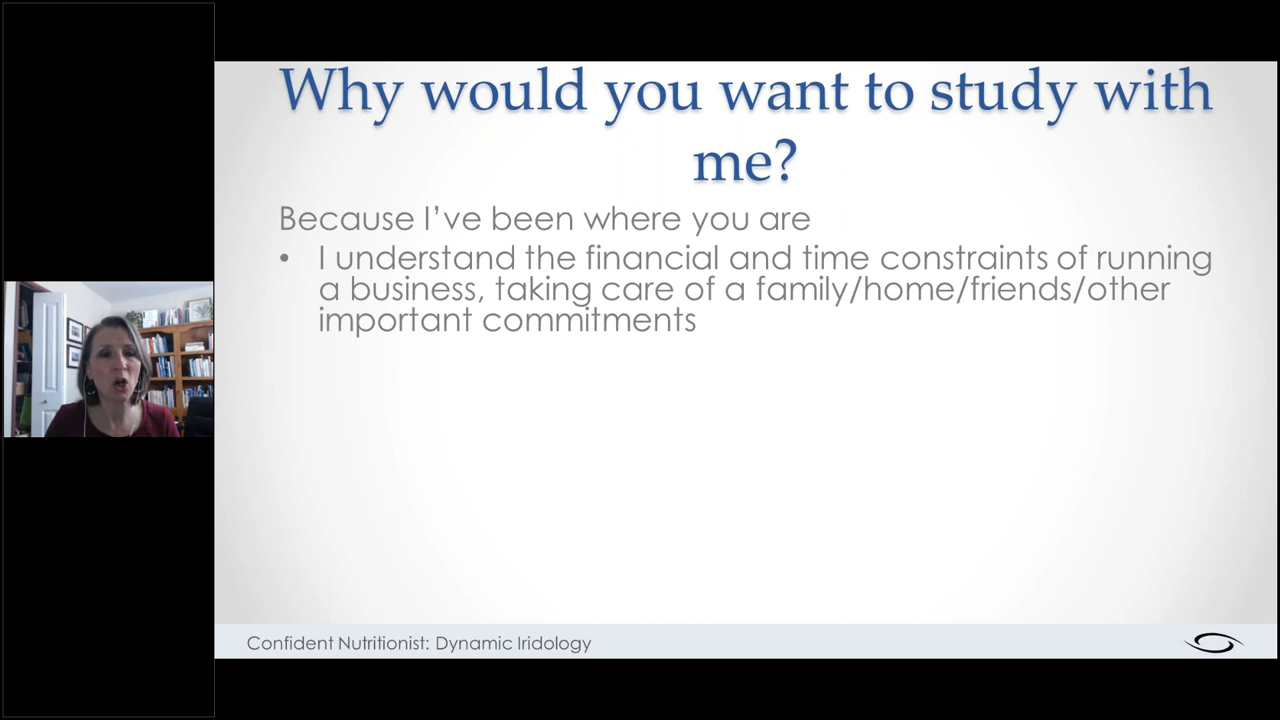 Why would you want to study with
me?
Because I’ve been where you are
• I understand the financial and time constraints of running
a business, taking care of a family/home/friends/other
important commitments
Confident Nutritionist: Dynamic Iridology